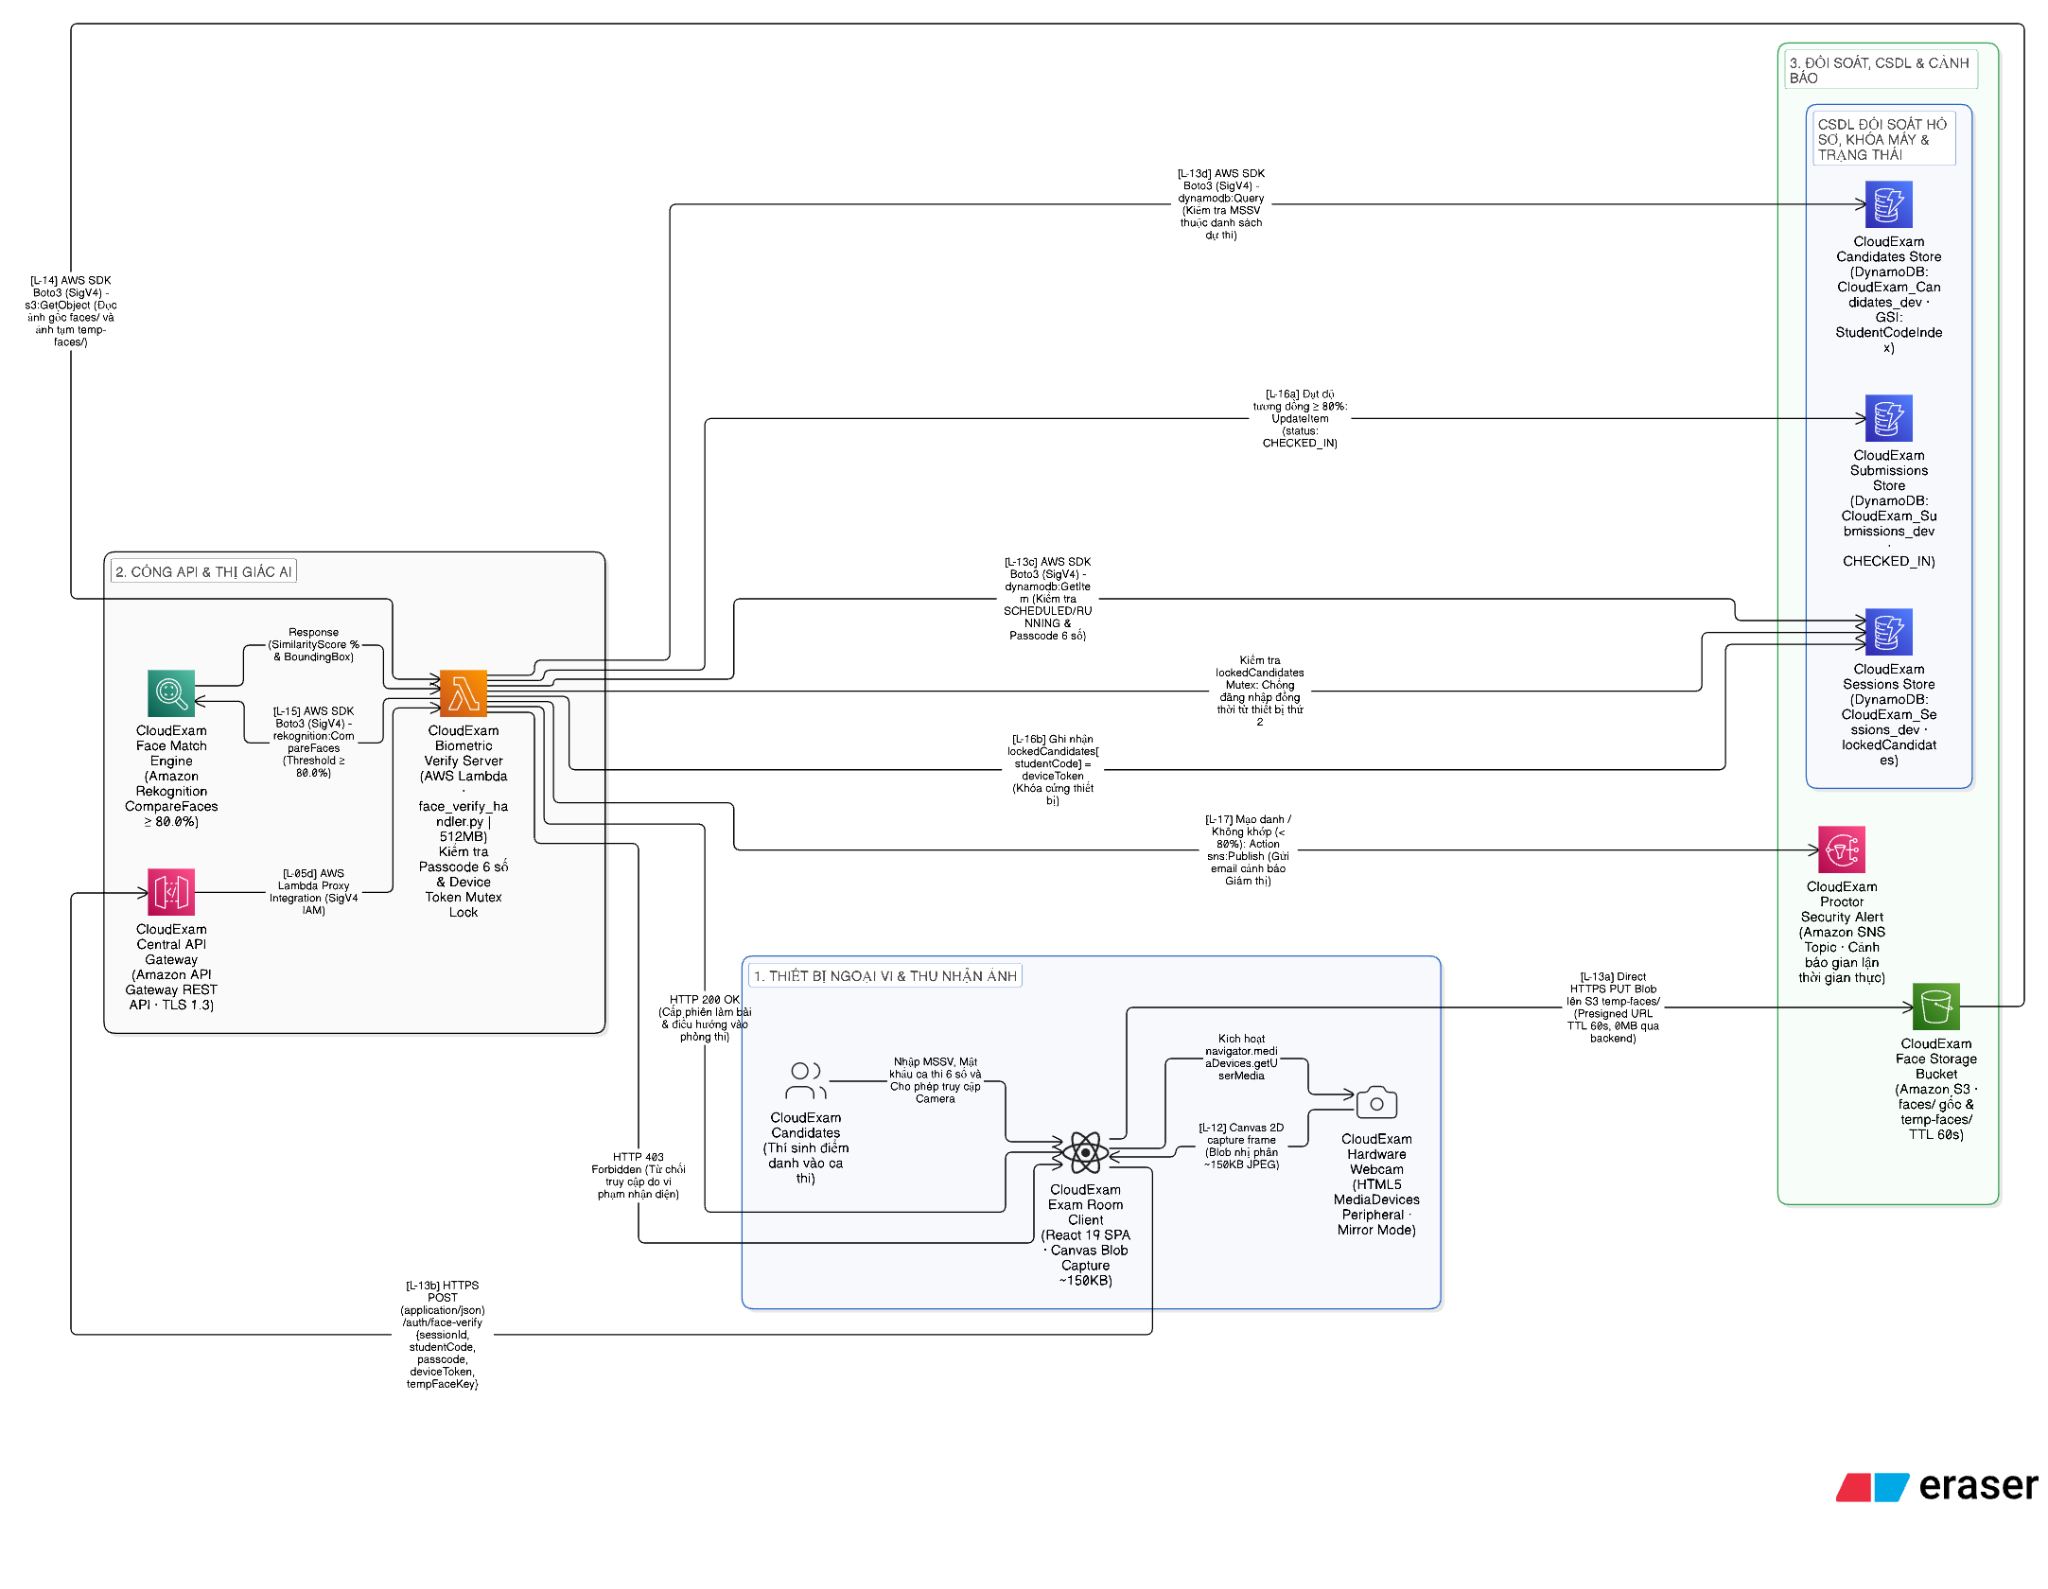 3. ĐỐI SOÁT, CSDL & CẢNH
BÁO
CSDL ĐỐI SOÁT HỒ
SƠ, KHÓA MÁY &
TRẠNG THÁI
[L-13d] AWS SDK
Boto3 (SigV4) -
dynamodb:Query
(Kiểm tra MSSV
thuộc danh sách
dự thi)
CloudExam
Candidates Store
(DynamoDB:
CloudExam_Can
didates_dev ·
GSI:
StudentCodeInde
x)
[L-14] AWS SDK
Boto3 (SigV4) -
s3:GetObject (Đọc
ảnh gốc faces/ và
ảnh tạm temp-
faces/)
[L-16a] Đạt độ
tương đồng ≥ 80%:
UpdateItem
(status:
CHECKED_IN)
CloudExam
Submissions
Store
(DynamoDB:
CloudExam_Su
bmissions_dev
·
CHECKED_IN)
2. CỔNG API & THỊ GIÁC AI
[L-13c] AWS SDK
Boto3 (SigV4) -
dynamodb:GetIte
m (Kiểm tra
SCHEDULED/RU
NNING &
Passcode 6 số)
Response
(SimilarityScore %
& BoundingBox)
Kiểm tra
lockedCandidates
Mutex: Chống
đăng nhập đồng
thời từ thiết bị thứ
2
CloudExam
Sessions Store
(DynamoDB:
CloudExam_Se
ssions_dev ·
lockedCandidat
es)
[L-15] AWS SDK
Boto3 (SigV4) -
rekognition:Com
pareFaces
(Threshold ≥
80.0%)
CloudExam
Face Match
Engine
(Amazon
Rekognition
CompareFaces
≥ 80.0%)
CloudExam
Biometric
Verify Server
(AWS Lambda
·
face_verify_ha
ndler.py |
512MB)
Kiểm tra
Passcode 6 số
& Device
Token Mutex
Lock
[L-16b] Ghi nhận
lockedCandidates[
studentCode] =
deviceToken
(Khóa cứng thiết
bị)
[L-17] Mạo danh /
Không khớp (<
80%): Action
sns:Publish (Gửi
email cảnh báo
Giám thị)
[L-05d] AWS
Lambda Proxy
Integration (SigV4
IAM)
CloudExam
Central API
Gateway
(Amazon API
Gateway REST
API · TLS 1.3)
CloudExam
Proctor
Security Alert
(Amazon SNS
Topic · Cảnh
báo gian lận
thời gian thực)
1. THIẾT BỊ NGOẠI VI & THU NHẬN ẢNH
HTTP 200 OK
(Cấp phiên làm bài
& điều hướng vào
phòng thi)
[L-13a] Direct
HTTPS PUT Blob
lên S3 temp-faces/
(Presigned URL
TTL 60s, 0MB qua
backend)
Kích hoạt
navigator.medi
aDevices.getU
serMedia
Nhập MSSV, Mật
khẩu ca thi 6 số và
Cho phép truy cập
Camera
CloudExam
Face Storage
Bucket
(Amazon S3 ·
faces/ gốc &
temp-faces/
TTL 60s)
CloudExam
Candidates
(Thí sinh điểm
danh vào ca
thi)
[L-12] Canvas 2D
capture frame
(Blob nhị phân
~150KB JPEG)
CloudExam
Hardware
Webcam
(HTML5
MediaDevices
Peripheral ·
Mirror Mode)
HTTP 403
Forbidden (Từ chối
truy cập do vi
phạm nhận diện)
CloudExam
Exam Room
Client
(React 19 SPA
· Canvas Blob
Capture
~150KB)
[L-13b] HTTPS
POST
(application/json)
/auth/face-verify
{sessionId,
studentCode,
passcode,
deviceToken,
tempFaceKey}
eraser